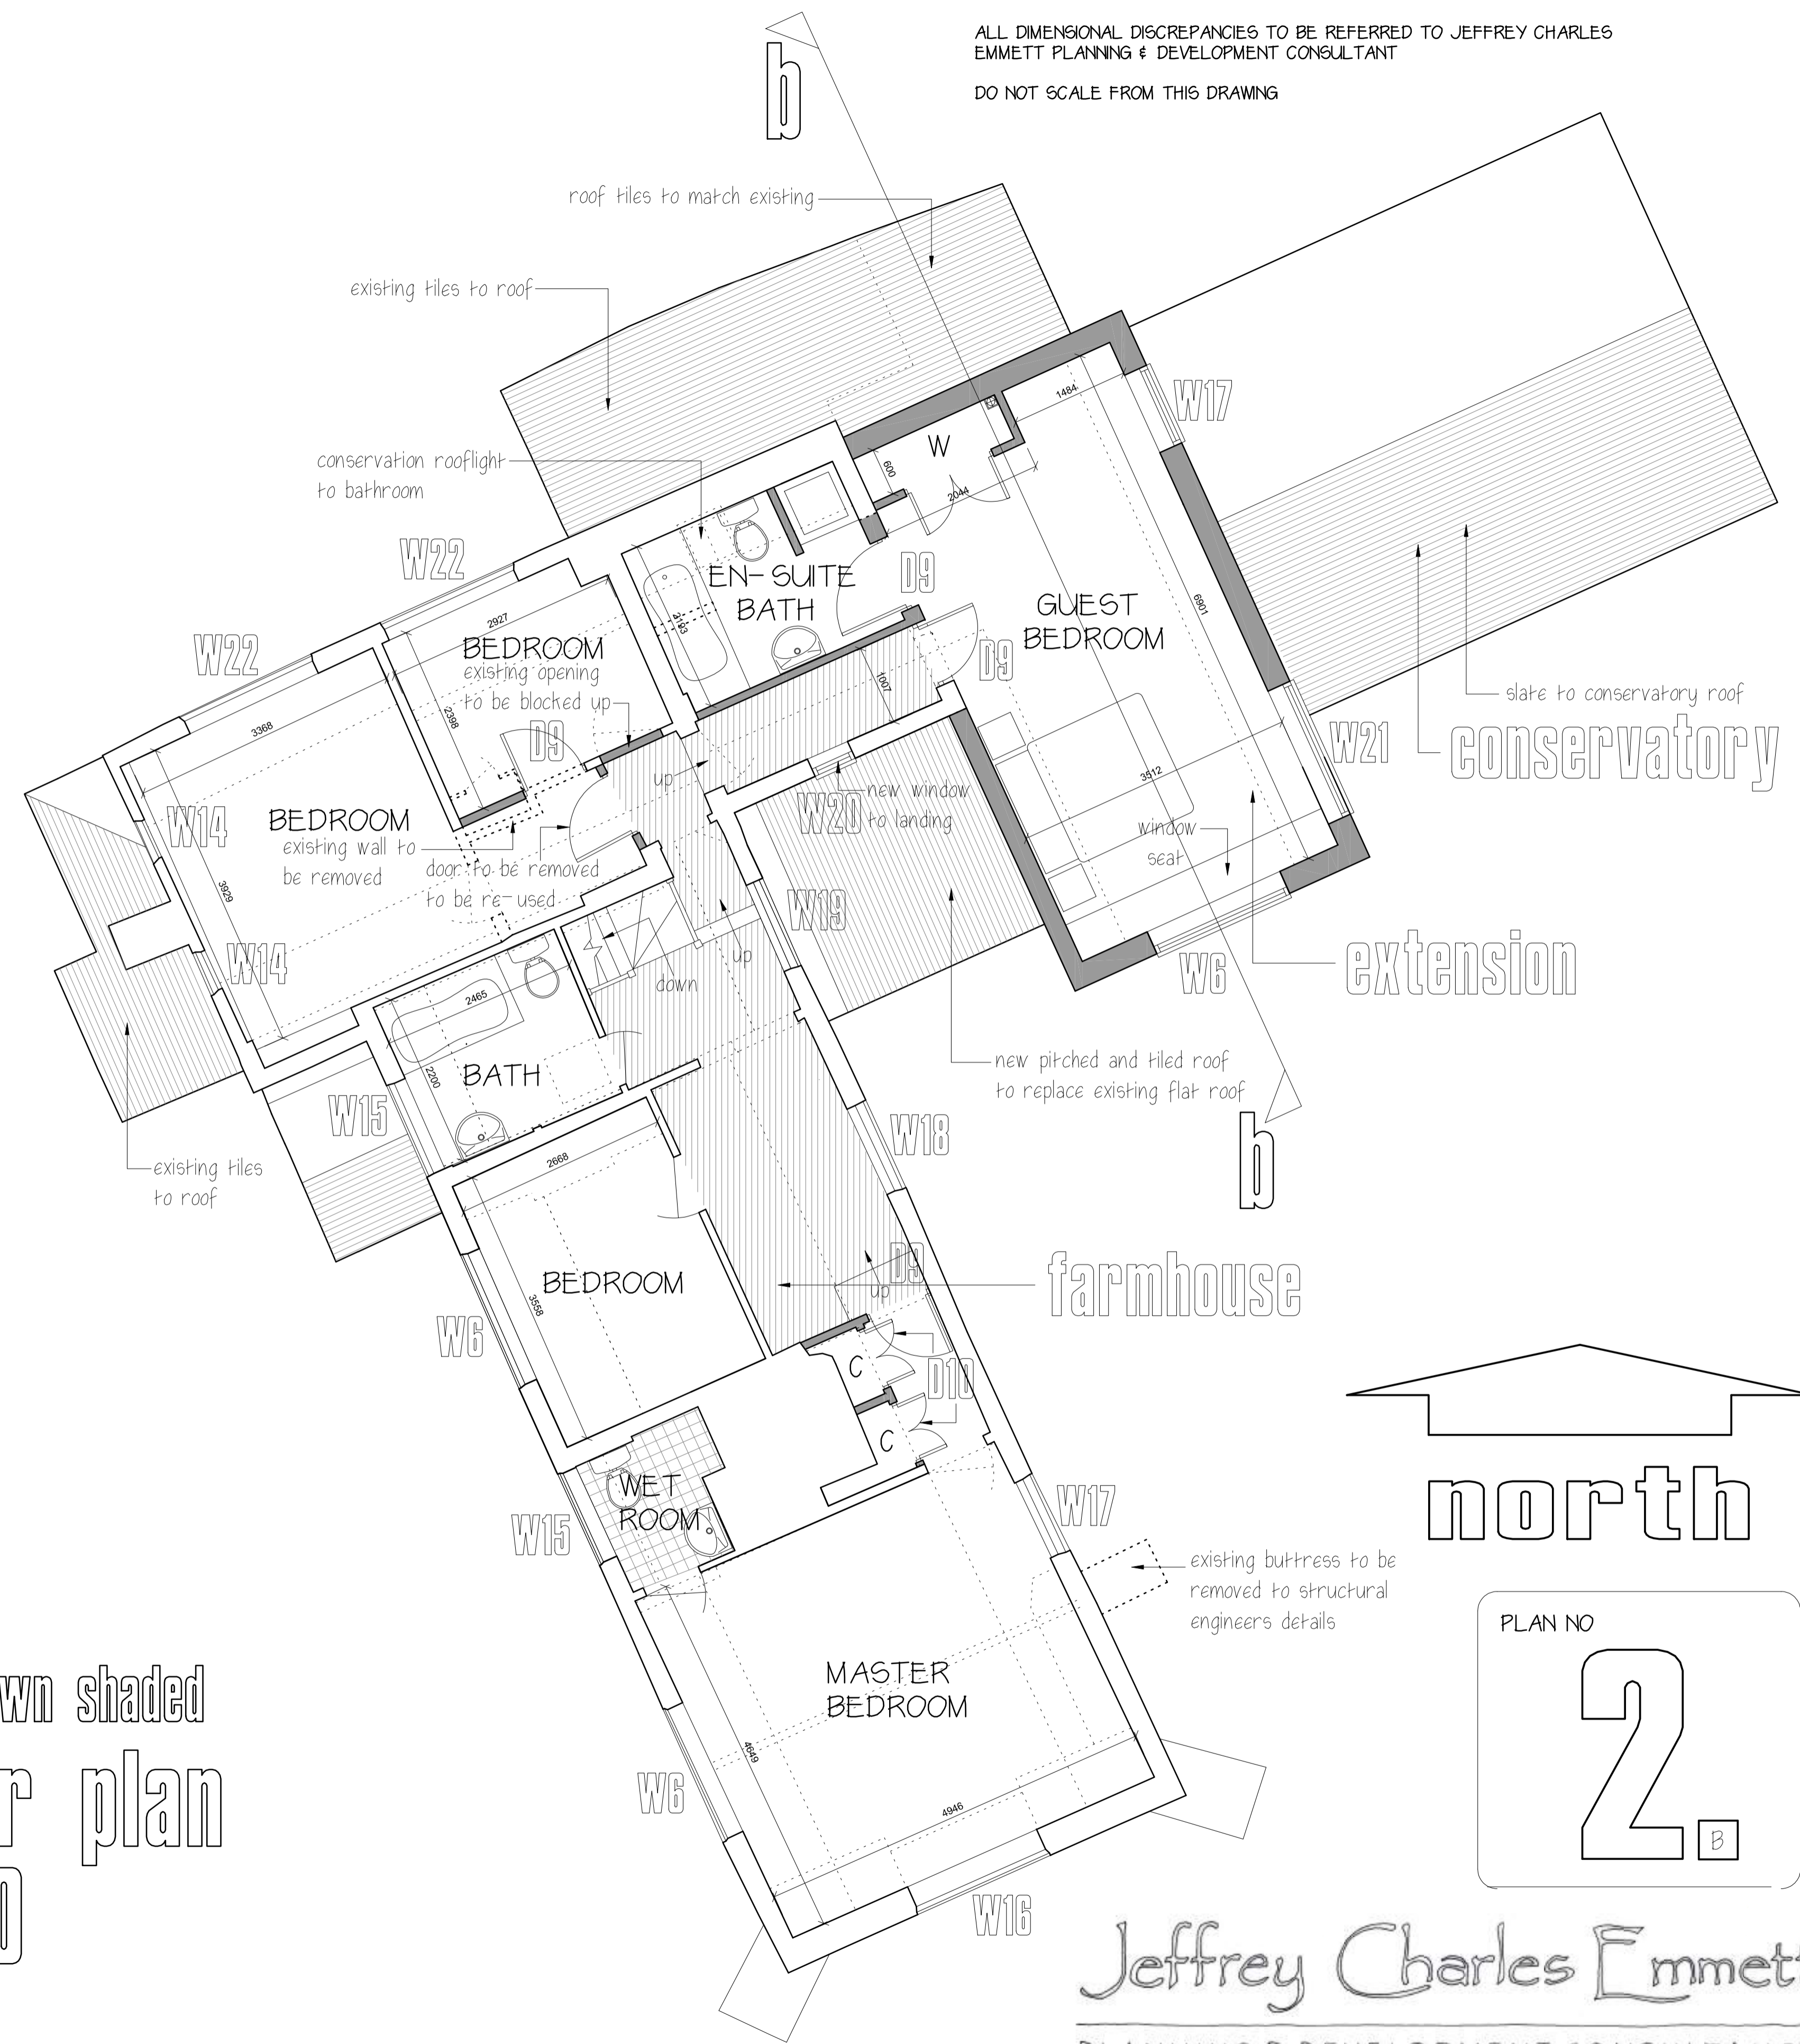 ALL DIMENSIONAL DISCREPANCIES TO BE REFERRED TO JEFFREY CHARLES
EMMETT PLANNING & DEVELOPMENT CONSULTANT
DO NOT SCALE FROM THIS DRAWING
b
roof tiles to match existing
existing tiles to roof
conservation rooflight
to bathroom
W17
1484
W
600
2044
W22
W22
EN-SUITE
BATH
2193
D9
GUEST
BEDROOM
6901
2927
BEDROOM
existing opening
to be blocked up
D9
D9
1007
2398
3368
slate to conservatory roof
conservatory
W21
3512
up
new window
to landing
W20
window
seat
W14
BEDROOM
existing wall to
be removed
door to be removed
to be re-used
3929
W14
W19
up
down
W6
extension
2465
BATH
2200
W15
new pitched and tiled roof
to replace existing flat roof
b
W18
existing tiles
to roof
2668
BEDROOM
3558
W6
D9
up
farmhouse
C
D10
C
north
WET
ROOM
W15
W17
existing buttress to be
removed to structural
engineers details
PLAN NO
2.
B
MASTER
BEDROOM
4649
W6
4946
W16
wn shaded
r plan
0
Jeffrey Charles Emmett